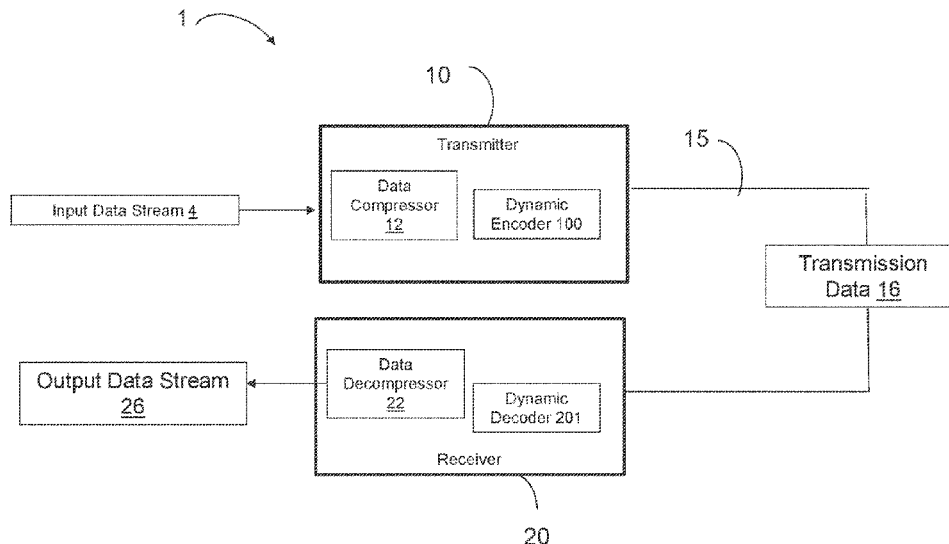 1
10
Transmitter
15
Input Data Stream 4
Data
Compressor
12
Dynamic
Encoder 100
Transmission
Data 16
Output Data Stream
26
Data
Decompressor
22
Dynamic
Decoder 201
Receiver
20